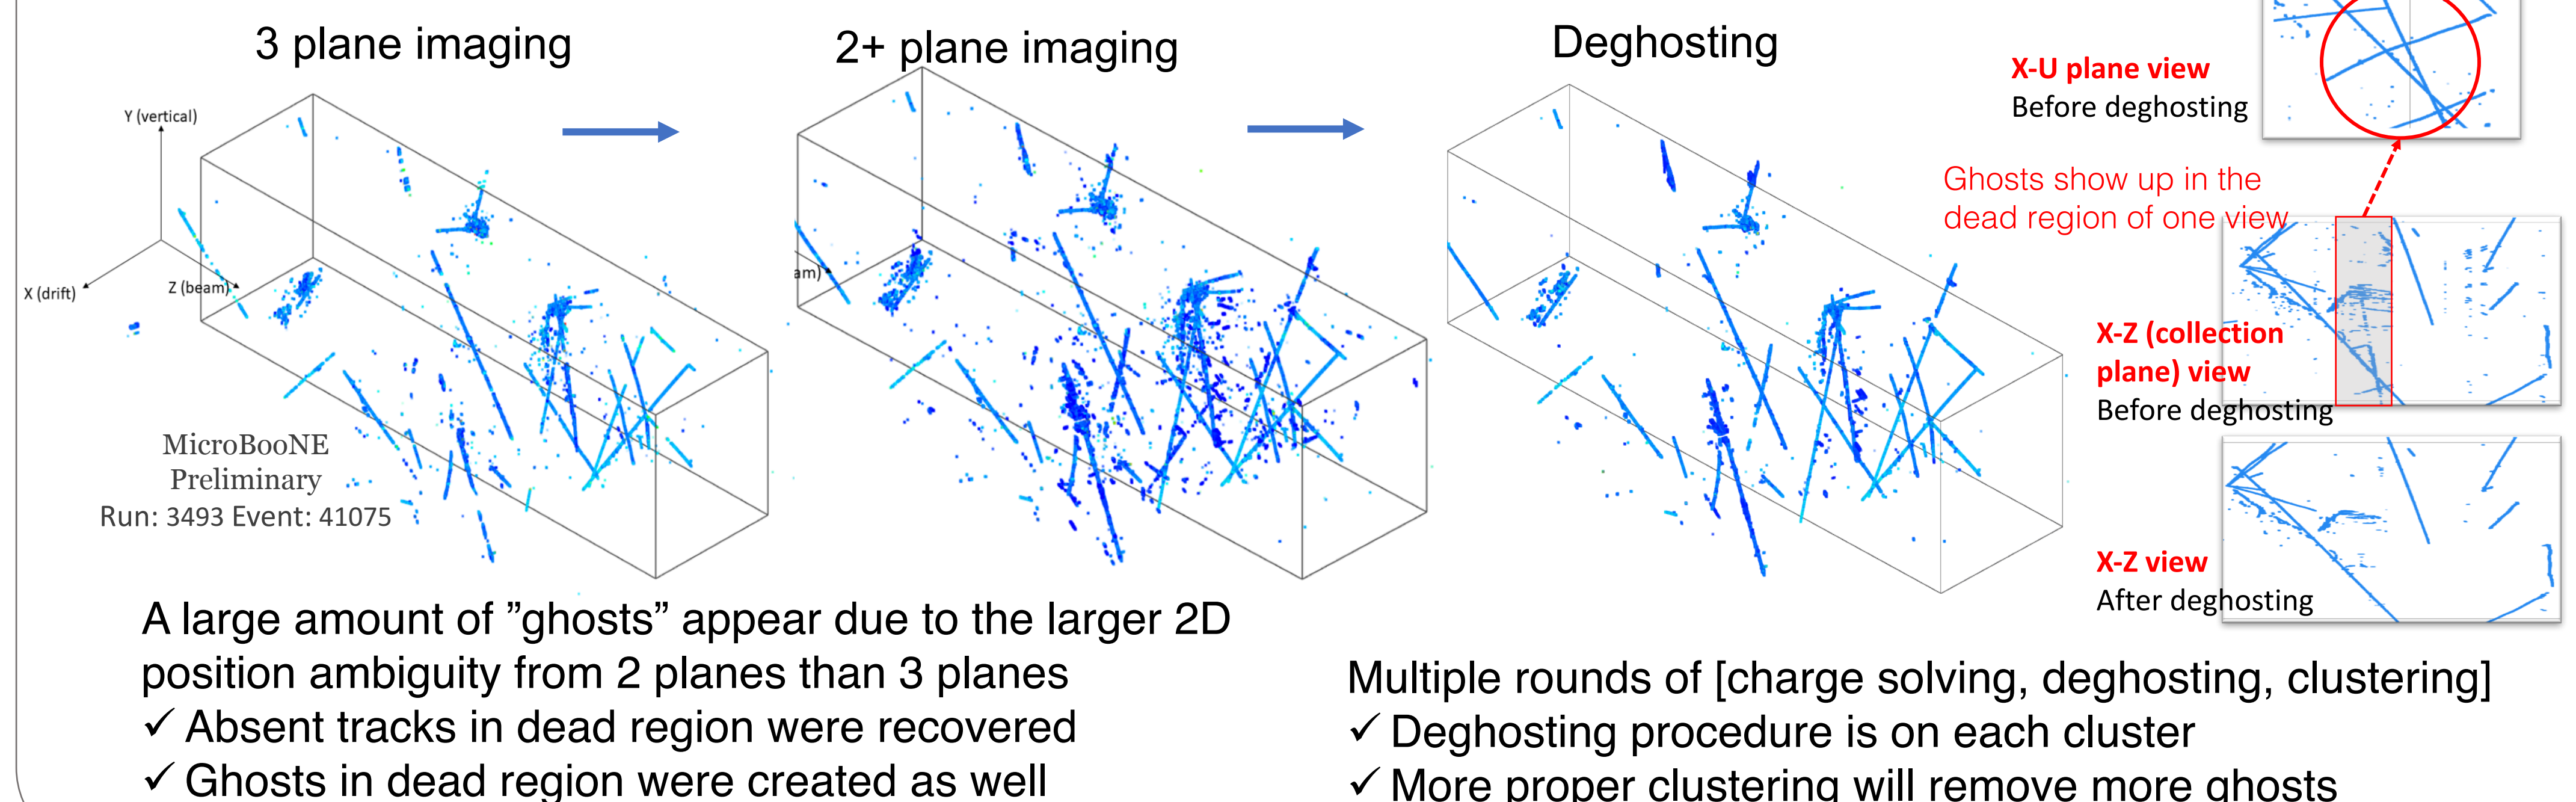 3 plane imaging
2+ plane imaging
Deghosting
Y (vertical)
X (drift)
Z (beam)
am)
MicroBooNE
Preliminary
Run: 3493 Event: 41075
X-U plane view
Before deghosting
Ghosts show up in the
dead region of one view
X-Z (collection
plane) view
Before deghosting
X-Z view
After deghosting
A large amount of ”ghosts” appear due to the larger 2D
position ambiguity from 2 planes than 3 planes
✓ Absent tracks in dead region were recovered
✓ Ghosts in dead region were created as well
Multiple rounds of [charge solving, deghosting, clustering]
✓ Deghosting procedure is on each cluster
✓ More proper clustering will remove more ghosts